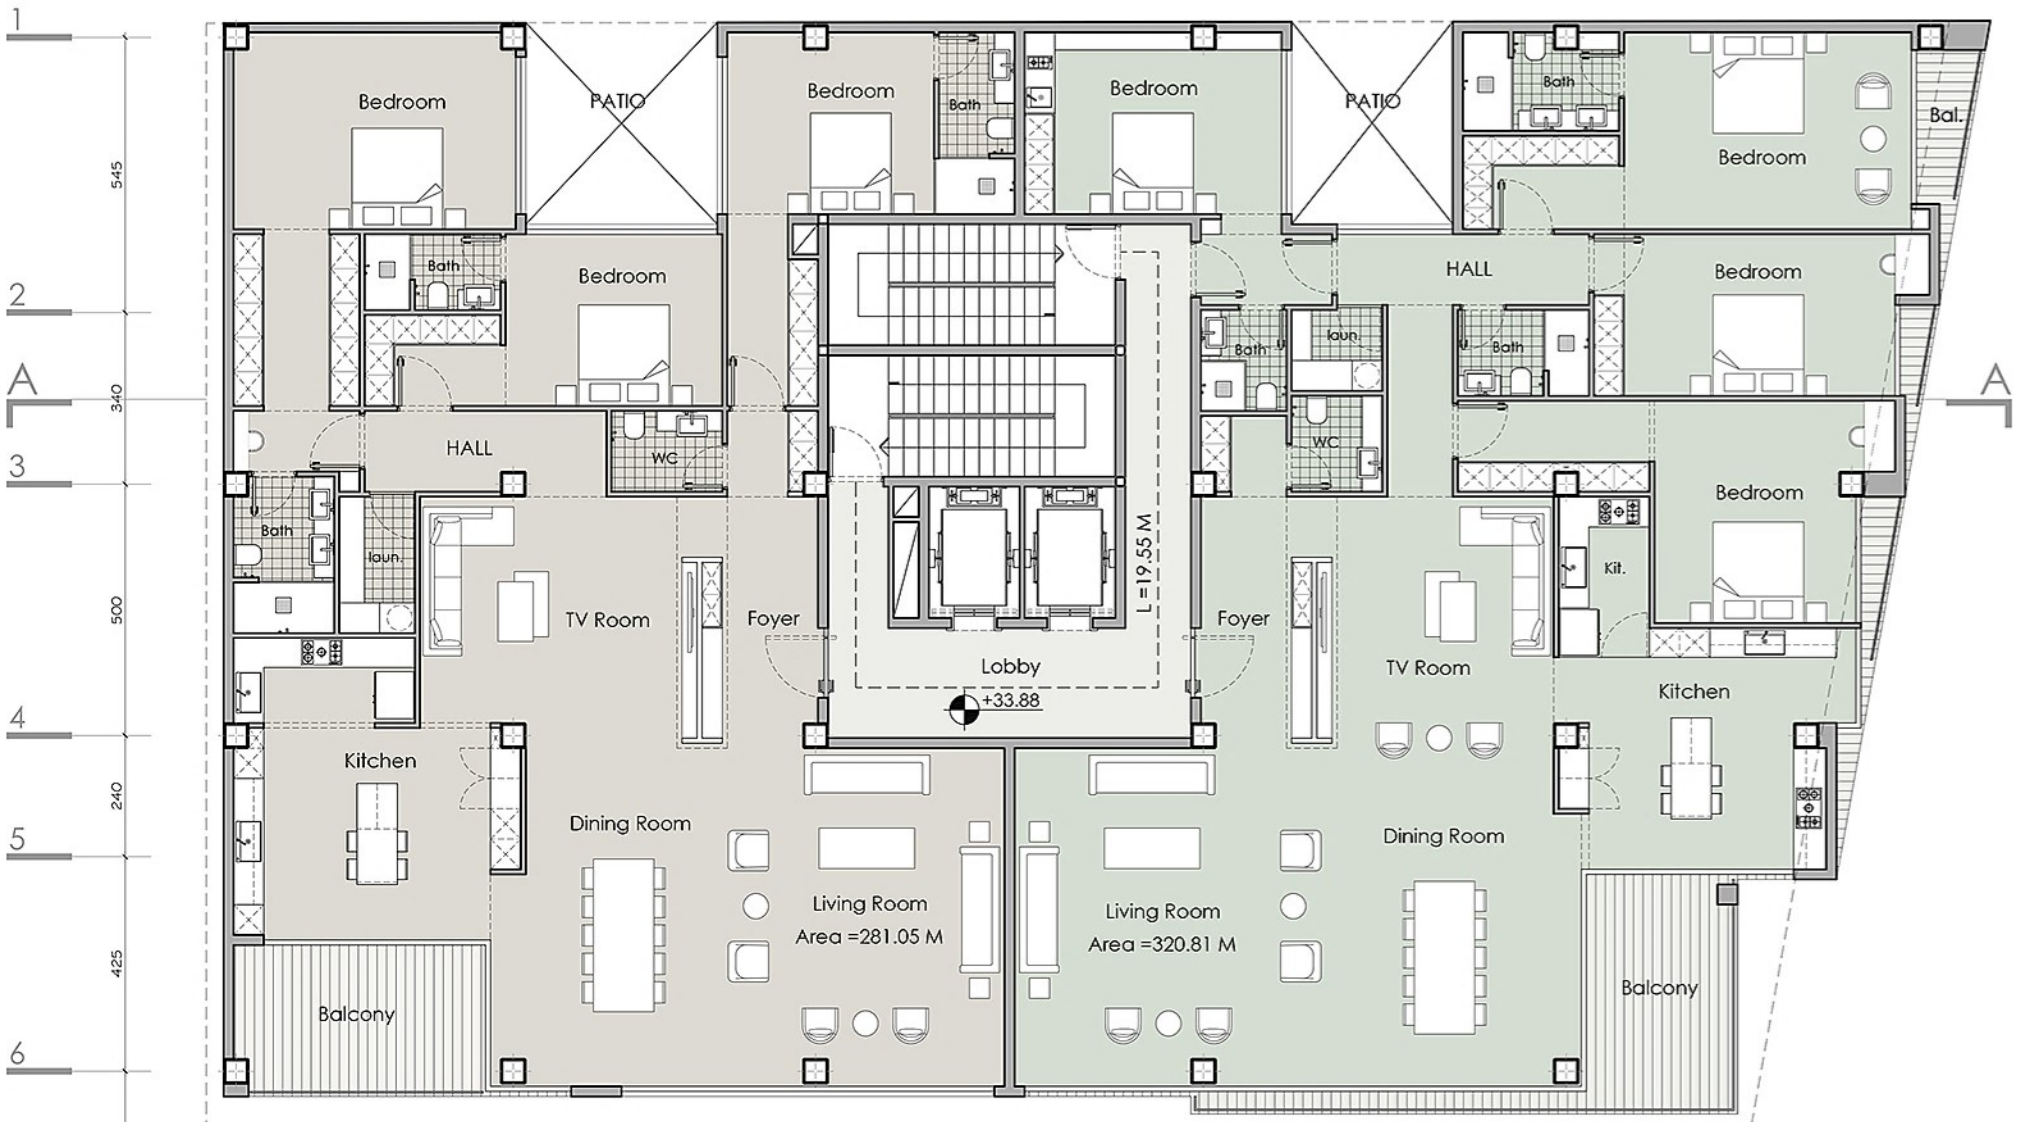 1
Bedroom
PATIO
Bedroom
Bath
Bedroom
PATIO
Bath
Bedroom
Bal.
545
Bath
Bedroom
HALL
Bedroom
2
Bath
laun.
Bath
A
340
A
HALL
WC
WC
3
Bedroom
Bath
laun.
L=19.55 M
Kit.
500
TV Room
Foyer
Foyer
Lobby
TV Room
Kitchen
+33.88
4
Kitchen
240
Dining Room
Dining Room
5
Living Room
Area =281.05 M
Living Room
Area =320.81 M
425
Balcony
Balcony
6